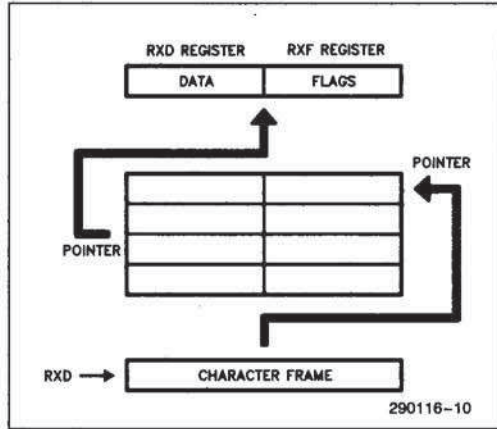 RXD REGISTER RXF REGISTER
DATA FLAGS
POINTER
POINTER
RXD
CHARACTER FRAME
290116-10